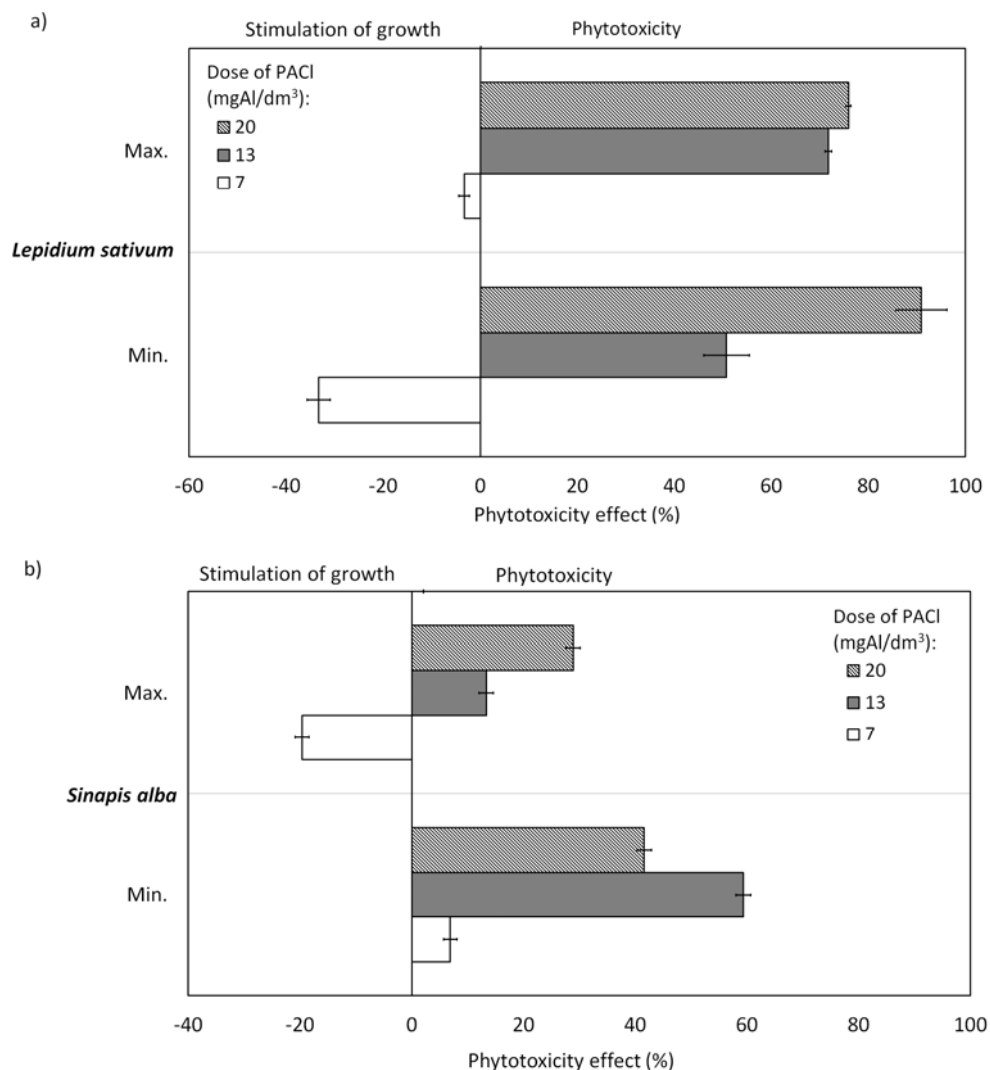 a)
Stimulation of growth Phytotoxicity
Dose of PACl
(mgAl/dm³):
20
13
7
Max.
Lepidium sativum
Min.
-60 -40 -20 0 20 40 60 80 100
Phytotoxicity effect (%)
b)
Stimulation of growth Phytotoxicity
Dose of PACl
(mgAl/dm³):
20
13
7
Max.
Sinapis alba
Min.
-40 -20 0 20 40 60 80 100
Phytotoxicity effect (%)